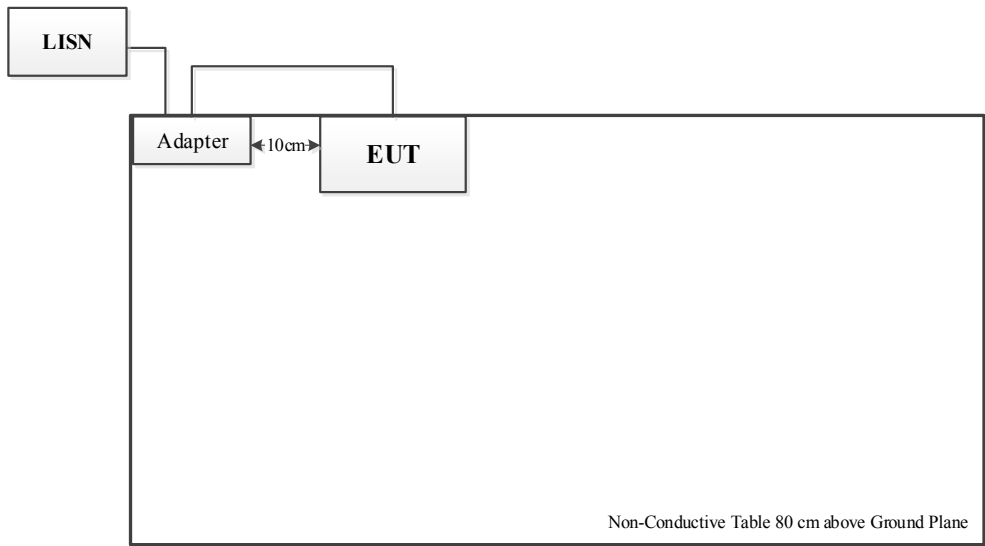 LISN
Adapter
10cm
EUT
Non-Conductive Table 80 cm above Ground Plane